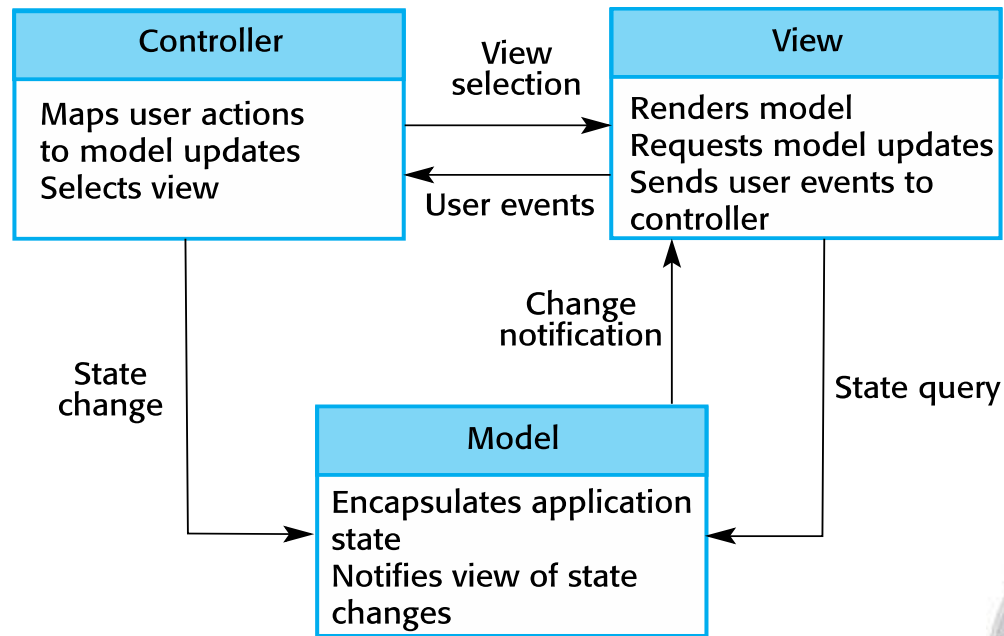 Controller
Maps user actions
to model updates
Selects view
View
selection
User events
View
Renders model
Requests model updates
Sends user events to
controller
State
change
Change
notification
State query
Model
Encapsulates application
state
Notifies view of state
changes